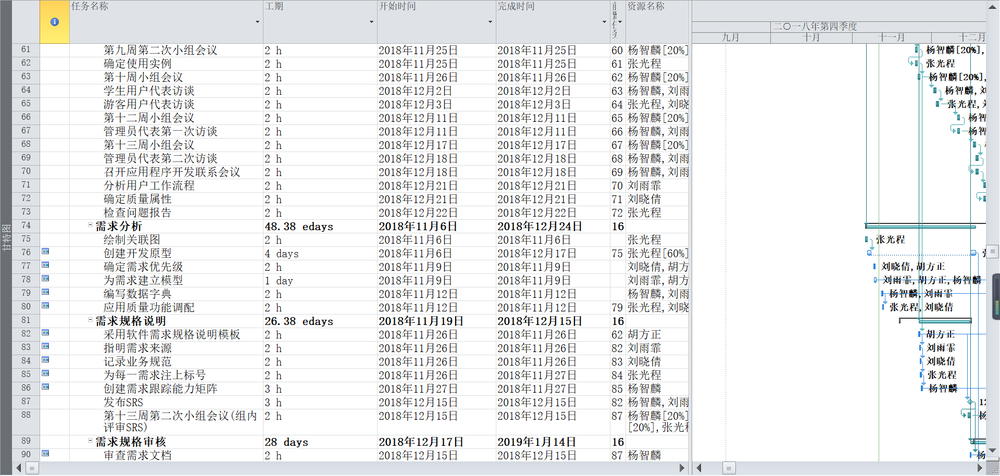 任务名称 工期 开始时间 完成时间 前置任务 资源名称
二〇一八年第四季度
九月 十月 十一月 十二月
甘特图
61 第九周第二次小组会议 2 h 2018年11月25日 2018年11月25日 60 杨智麟[20%] 杨智麟[20%],
62 确定使用实例 2 h 2018年11月25日 2018年11月25日 61 张光程 张光程
63 第十周小组会议 2 h 2018年11月26日 2018年11月26日 62 杨智麟[20%] 杨智麟[20%],
64 学生用户代表访谈 2 h 2018年12月2日 2018年12月2日 63 杨智麟,刘雨 杨智麟,刘
65 游客用户代表访谈 2 h 2018年12月3日 2018年12月3日 64 张光程,刘晓 张光程,刘
66 第十二周小组会议 2 h 2018年12月11日 2018年12月11日 65 杨智麟[20%] 杨智
67 管理员代表第一次访谈 2 h 2018年12月11日 2018年12月11日 66 杨智麟,刘雨 杨智
68 第十三周小组会议 2 h 2018年12月17日 2018年12月17日 67 杨智麟[20%]
69 管理员代表第二次访谈 2 h 2018年12月18日 2018年12月18日 68 杨智麟,刘雨
70 召开应用程序开发联系会议 2 h 2018年12月18日 2018年12月18日 69 杨智麟,刘雨
71 分析用户工作流程 2 h 2018年12月21日 2018年12月21日 70 刘雨霏
72 确定质量属性 2 h 2018年12月21日 2018年12月21日 71 刘晓倩
73 检查问题报告 2 h 2018年12月22日 2018年12月22日 72 张光程
74 需求分析 48.38 edays 2018年11月6日 2018年12月24日 16
75 绘制关联图 2 h 2018年11月6日 2018年11月6日 张光程 张光程
76 创建开发原型 4 days 2018年11月6日 2018年12月17日 75 张光程[60%] 张
77 确定需求优先级 2 h 2018年11月9日 2018年11月9日 刘晓倩,胡方 刘晓倩,胡方正
78 为需求建立模型 1 day 2018年11月9日 2018年11月9日 刘雨霏,胡方 刘雨霏,胡方正,杨智麟
79 编写数据字典 2 h 2018年11月12日 2018年11月12日 杨智麟,刘雨 杨智麟,刘雨霏
80 应用质量功能调配 2 h 2018年11月12日 2018年11月12日 79 张光程,刘晓 张光程,刘晓倩
81 需求规格说明 26.38 edays 2018年11月19日 2018年12月15日 16
82 采用软件需求规格说明模板 2 h 2018年11月26日 2018年11月26日 62 胡方正 胡方正
83 指明需求来源 2 h 2018年11月26日 2018年11月26日 82 刘雨霏 刘雨霏
84 记录业务规范 2 h 2018年11月26日 2018年11月26日 83 刘晓倩 刘晓倩
85 为每一需求注上标号 2 h 2018年11月26日 2018年11月27日 84 张光程 张光程
86 创建需求跟踪能力矩阵 3 h 2018年11月27日 2018年11月27日 85 杨智麟 杨智麟
87 发布SRS 3 h 2018年12月15日 2018年12月15日 82 杨智麟,刘雨 12
88 第十三周第二次小组会议(组内 2 h 2018年12月15日 2018年12月15日 87 杨智麟[20%] 杨
评审SRS) [20%],张光程
89 需求规格审核 28 days 2018年12月17日 2019年1月14日 16
90 审查需求文档 2 h 2018年12月15日 2018年12月15日 87 杨智麟 杨